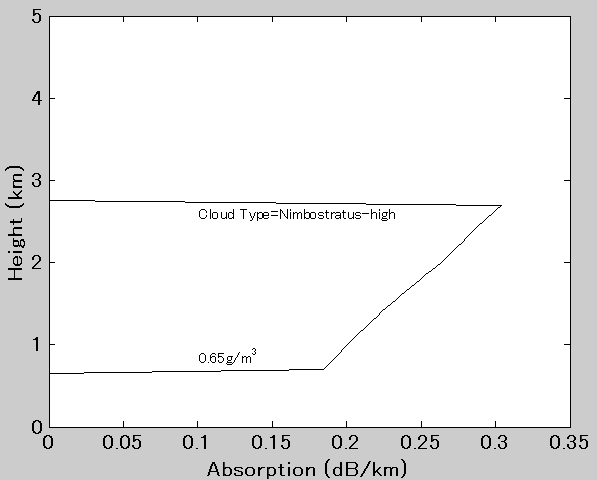 5
4
3
2
1
0
Height (km)
Cloud Type=Nimbostratus-high
0.65g/m³
0 0.05 0.1 0.15 0.2 0.25 0.3 0.35
Absorption (dB/km)